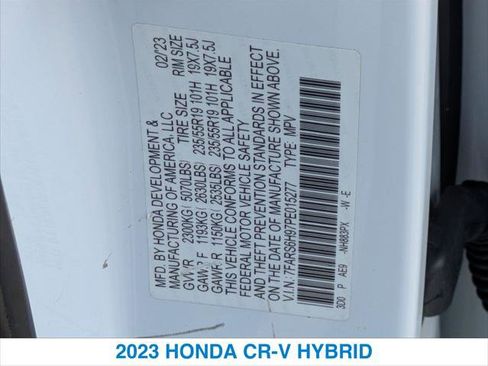 MFD. BY HONDA DEVELOPMENT & 02/23
MANUFACTURING OF AMERICA, LLC
GVWR 2300KG (5070LBS) TIRE SIZE RIM SIZE
GAWR F 1193KG (2630LBS) 235/55R19 101H 19X7.5J
GAWR R 1150KG (2535LBS) 235/55R19 101H 19X7.5J
THIS VEHICLE CONFORMS TO ALL APPLICABLE
FEDERAL MOTOR VEHICLE SAFETY
AND THEFT PREVENTION STANDARDS IN EFFECT
ON THE DATE OF MANUFACTURE SHOWN ABOVE.
V.I.N.: 7FARS6H97PE015277 TYPE: MPV
3D0 P AE9 -NH883PX -W -E
2023 HONDA CR-V HYBRID